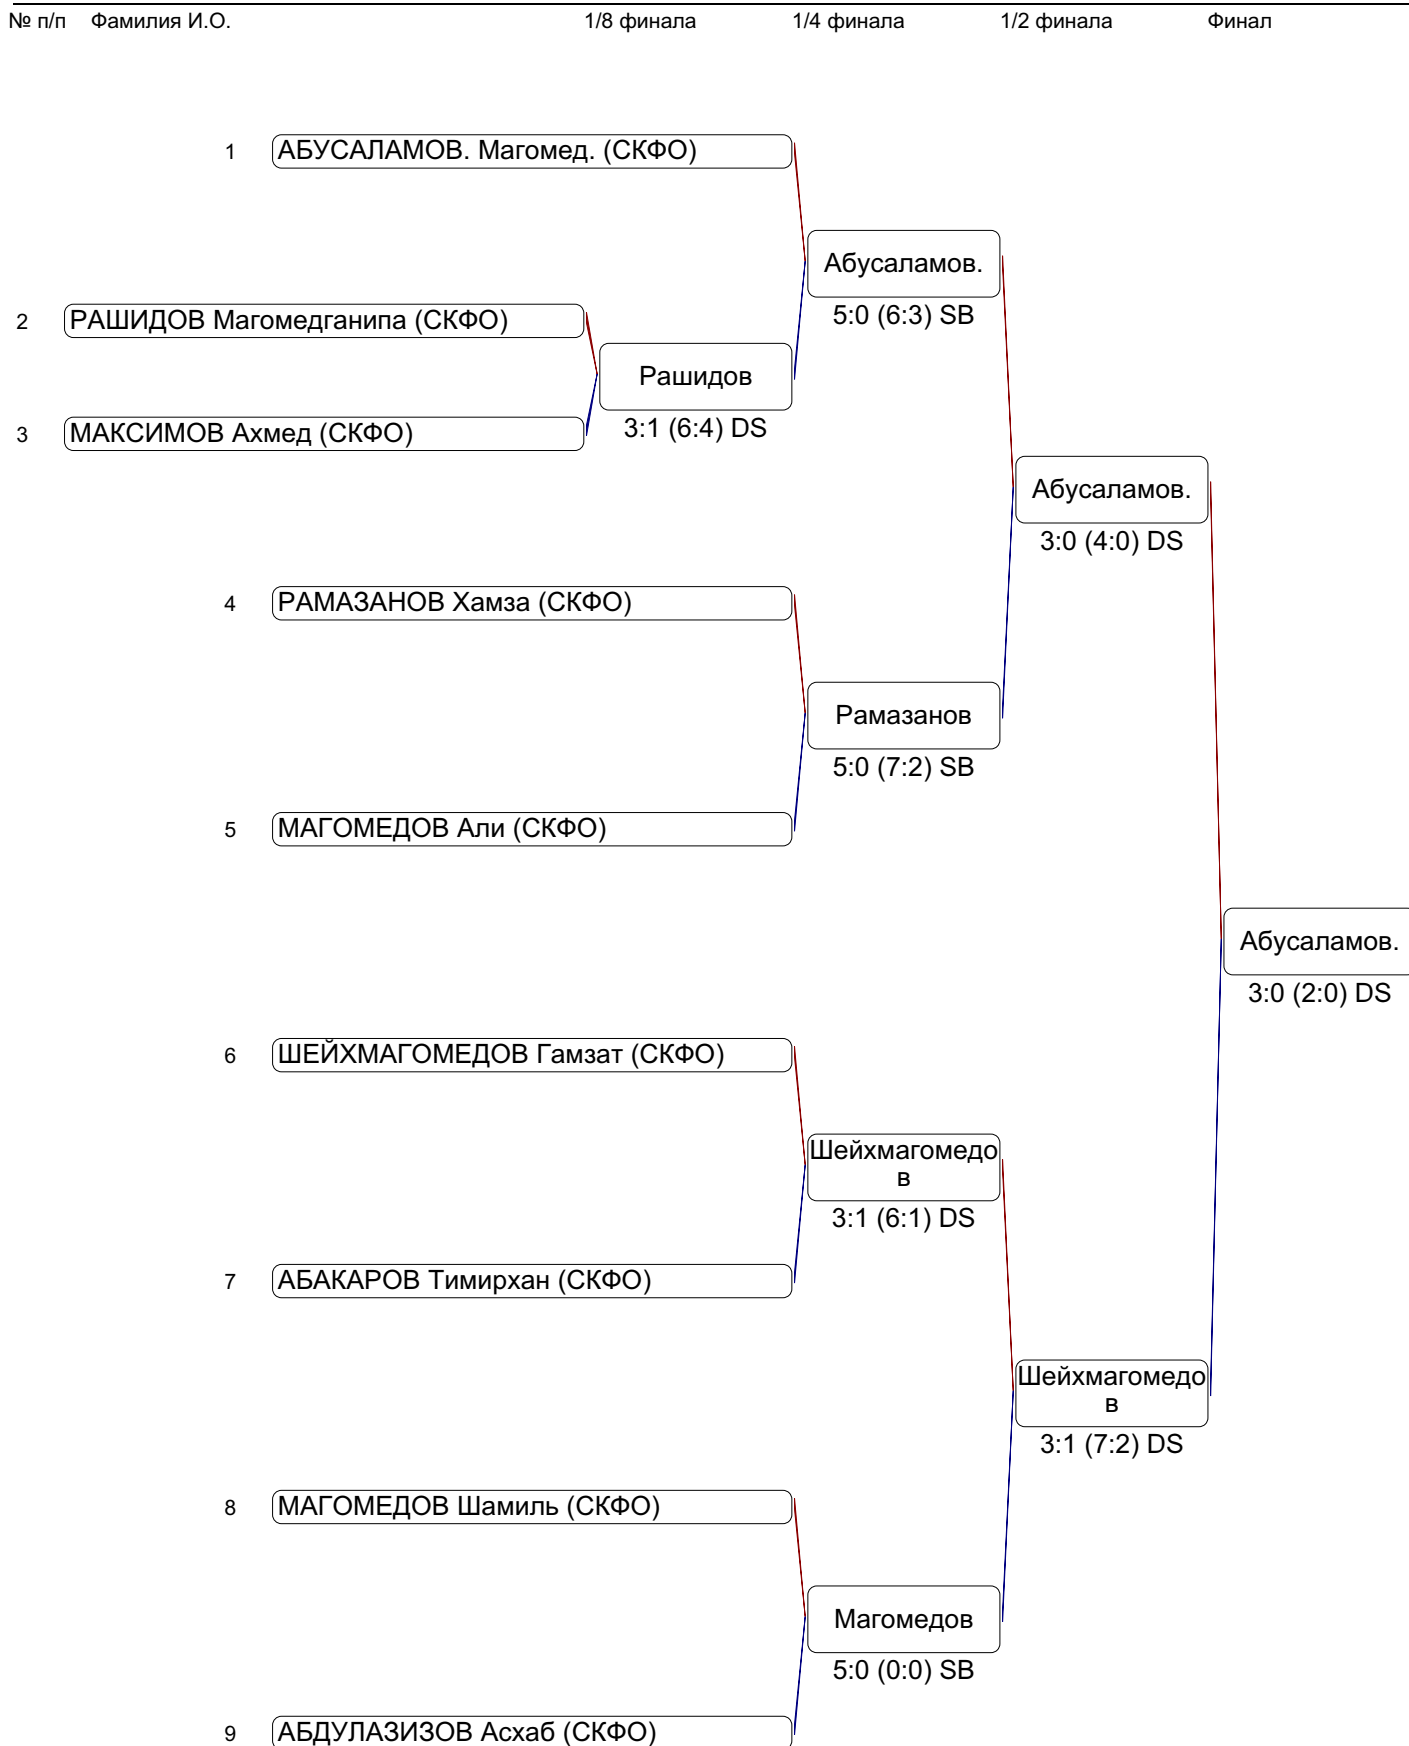 № п/п Фамилия И.О. 1/8 финала 1/4 финала 1/2 финала Финал
1 АБУСАЛАМОВ. Магомед. (СКФО)
Абусаламов.
5:0 (6:3) SB
2 РАШИДОВ Магомедганипа (СКФО)
Рашидов
3:1 (6:4) DS
3 МАКСИМОВ Ахмед (СКФО)
Абусаламов.
3:0 (4:0) DS
4 РАМАЗАНОВ Хамза (СКФО)
Рамазанов
5:0 (7:2) SB
5 МАГОМЕДОВ Али (СКФО)
Абусаламов.
3:0 (2:0) DS
6 ШЕЙХМАГОМЕДОВ Гамзат (СКФО)
Шейхмагомедо
в
3:1 (6:1) DS
7 АБАКАРОВ Тимирхан (СКФО)
Шейхмагомедо
в
3:1 (7:2) DS
8 МАГОМЕДОВ Шамиль (СКФО)
Магомедов
5:0 (0:0) SB
9 АБДУЛАЗИЗОВ Асхаб (СКФО)